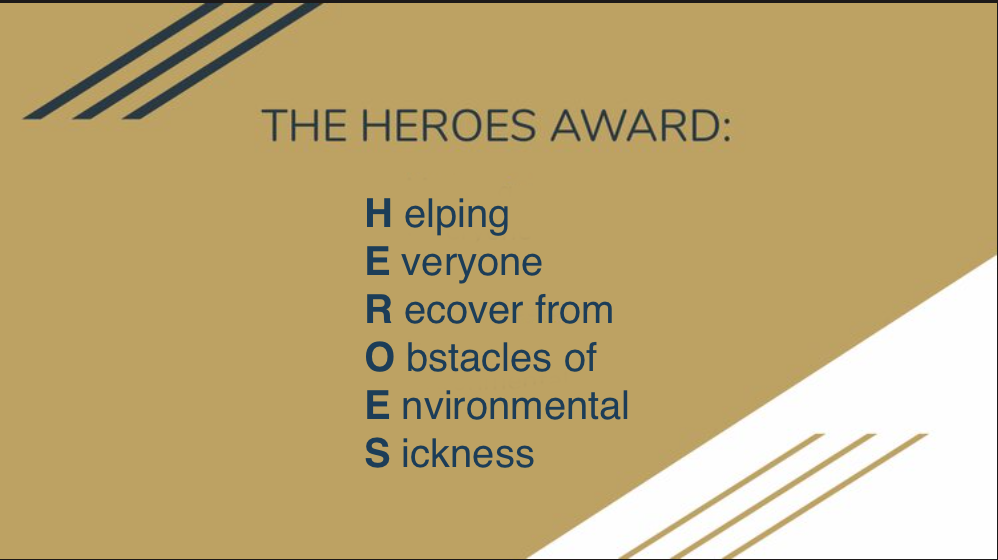 THE HEROES AWARD:
H elping
E veryone
R ecover from
O bstacles of
E nvironmental
S ickness